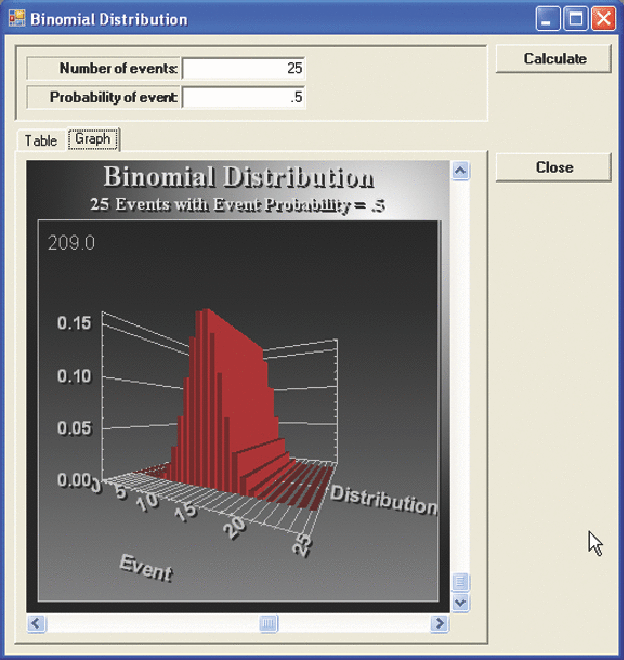 Binomial Distribution
Number of events: 25
Probability of event: .5
Calculate
Table Graph
Close
Binomial Distribution
25 Events with Event Probability = .5
209.0
0.15
0.10
0.05
0.00
0 5 10 15 20 25
Distribution
Event